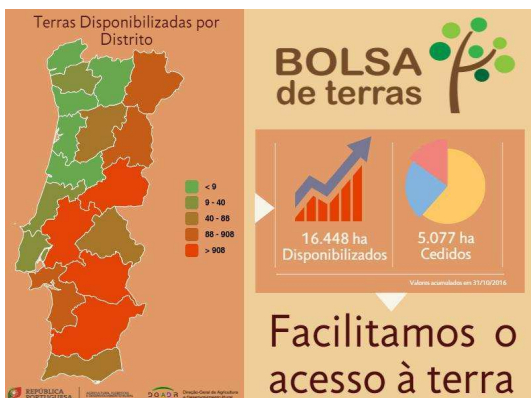 Terras Disponibilizadas por
Distrito
< 9
9 - 40
40 - 88
88 - 908
> 908
REPÚBLICA
PORTUGUESA
BOLSA
de terras
16.448 ha
Disponibilizados
5.077 ha
Cedidos
Valores acumulados em 31/10/2016
Facilitamos o
acesso à terra